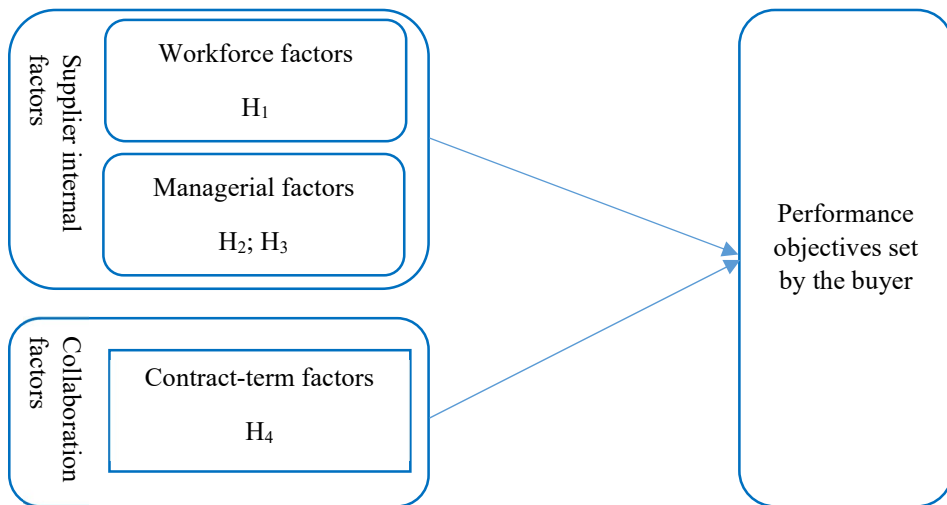 Supplier internal
factors
Workforce factors
H₁
Managerial factors
H₂; H₃
Collaboration
factors
Contract-term factors
H₄
Performance
objectives set
by the buyer